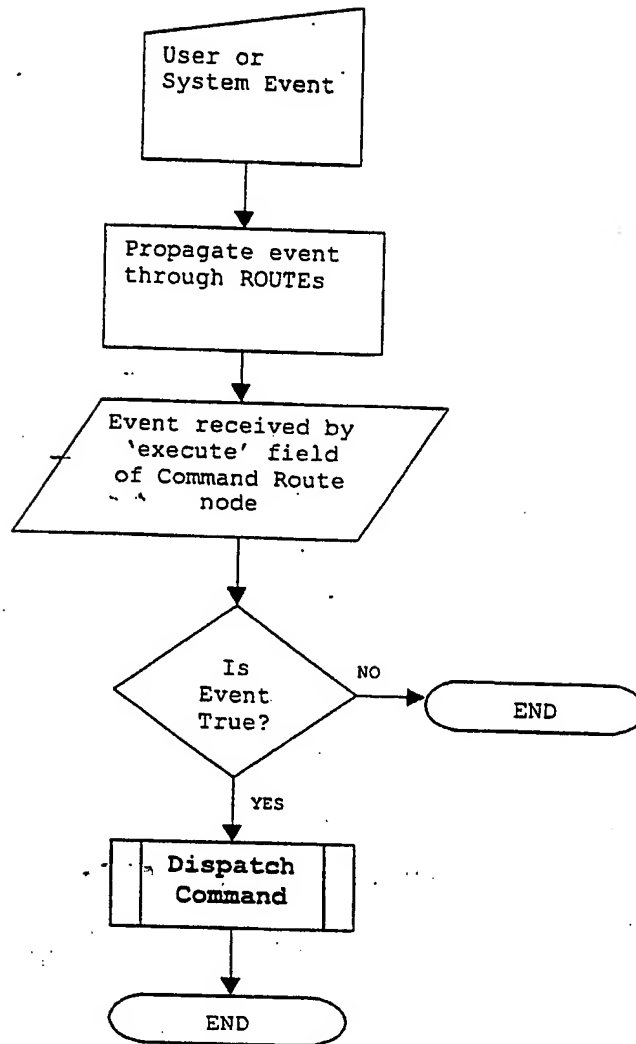 User or
System Event
Propagate event
through ROUTEs
Event received by
‘execute’ field
of Command Route
node
Is
Event
True?
NO
END
YES
Dispatch
Command
END